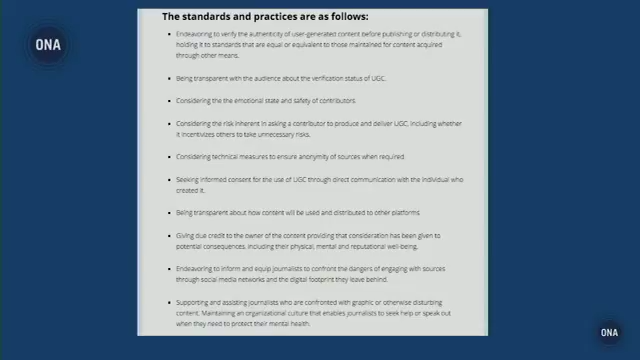 ONA
The standards and practices are as follows:
Endeavoring to verify the authenticity of user-generated content before publishing or distributing it,
holding it to standards that are equal or equivalent to those maintained for content acquired
through other means.
Being transparent with the audience about the verification status of UGC.
Considering the the emotional state and safety of contributors.
Considering the risk inherent in asking a contributor to produce and deliver UGC, including whether
it incentivizes others to take unnecessary risks.
Considering technical measures to ensure anonymity of sources when required.
Seeking informed consent for the use of UGC through direct communication with the individual who
created it.
Being transparent about how content will be used and distributed to other platforms.
Giving due credit to the owner of the content providing that consideration has been given to
potential consequences, including their physical, mental and reputational well-being.
Endeavoring to inform and equip journalists to confront the dangers of engaging with sources
through social media networks and the digital footprint they leave behind.
Supporting and assisting journalists who are confronted with graphic or otherwise disturbing
content. Maintaining an organizational culture that enables journalists to seek help or speak out
when they need to protect their mental health.
ONA